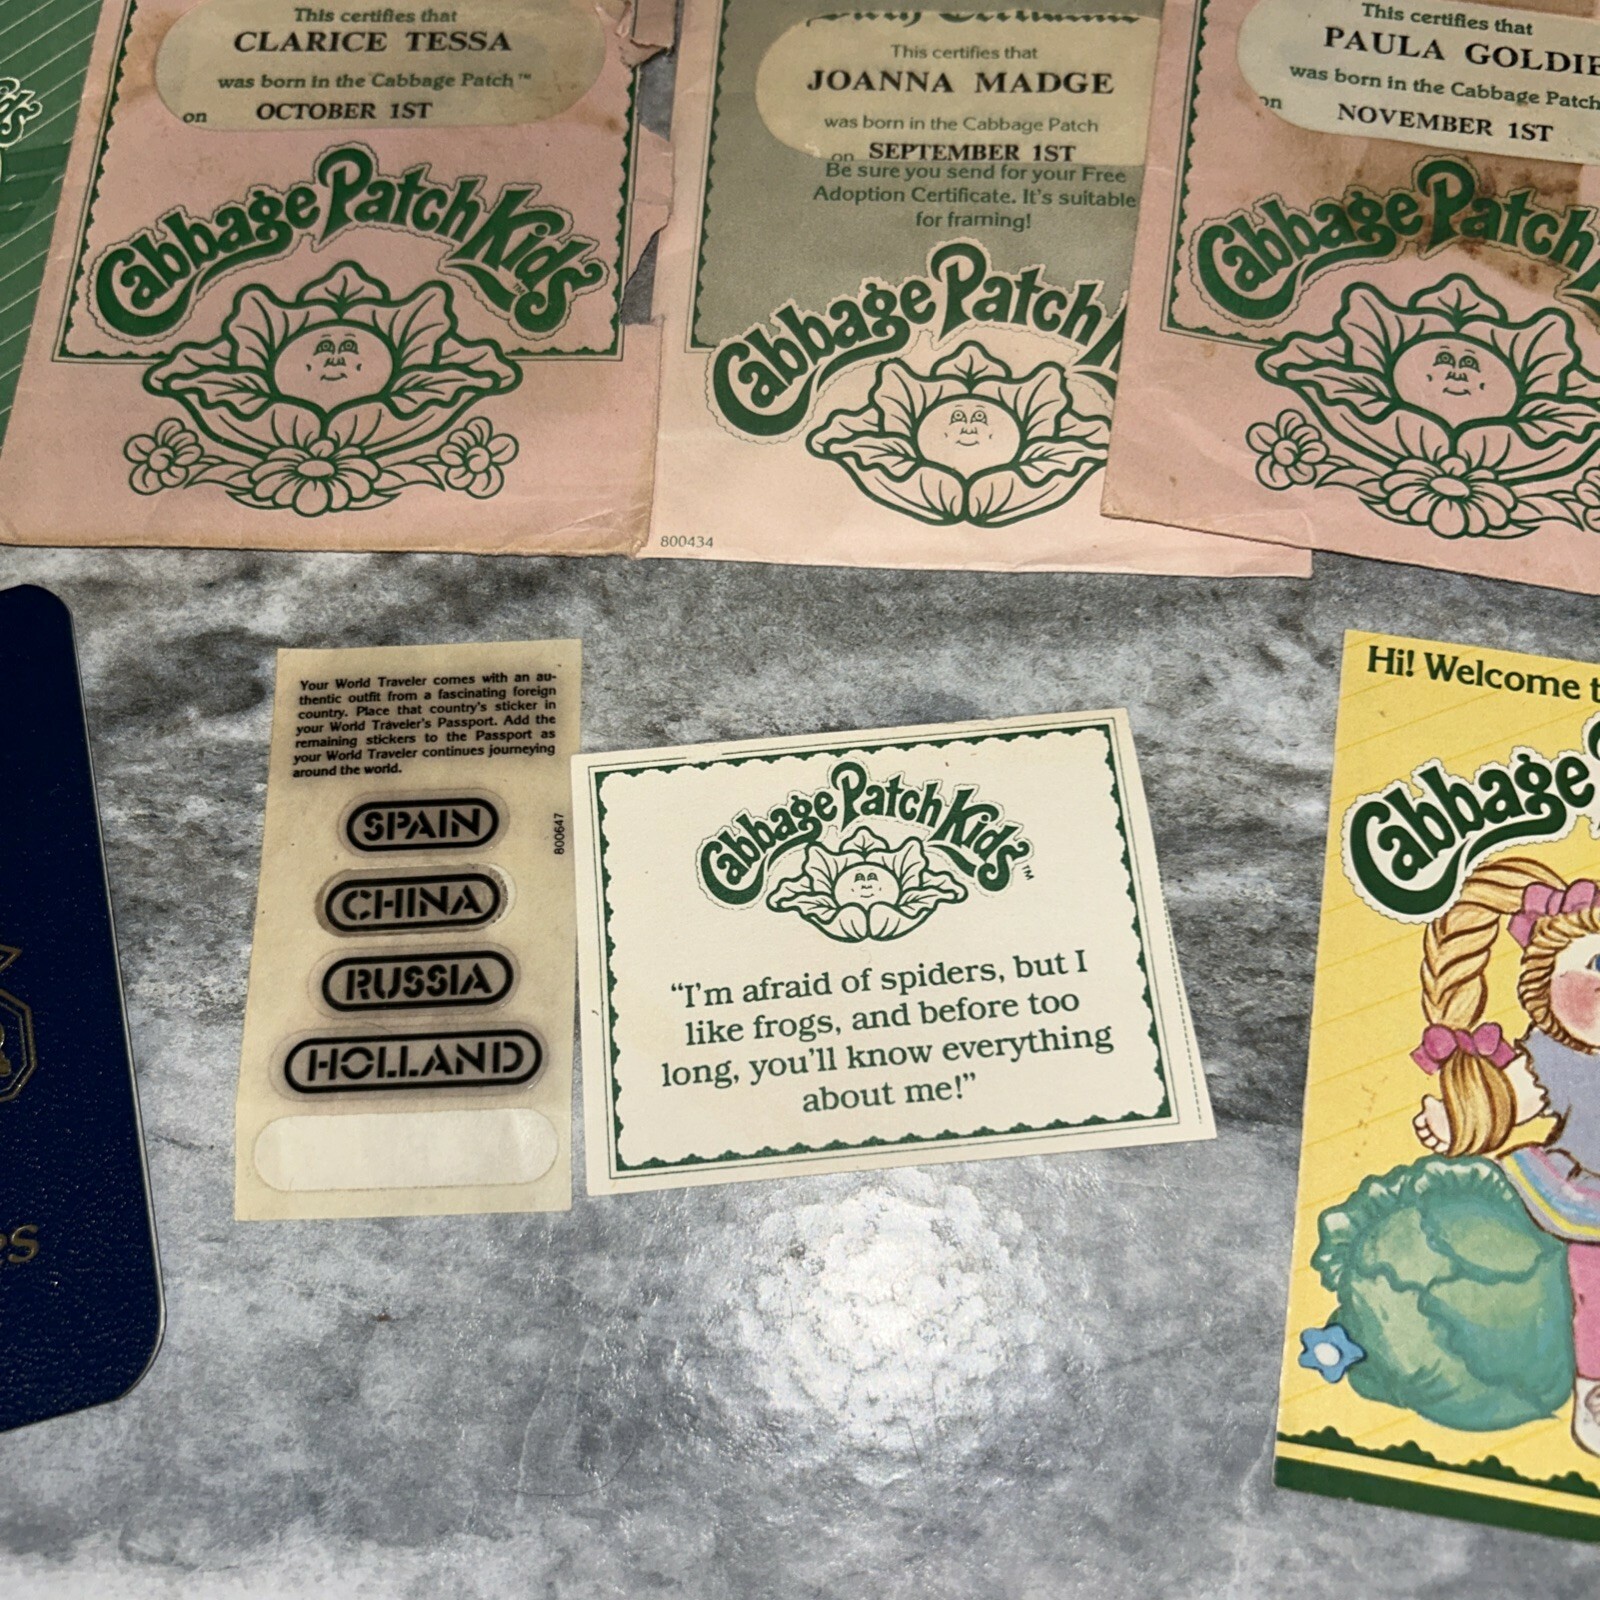 This certifies that
CLARICE TESSA
was born in the Cabbage Patch™
on OCTOBER 1ST
Cabbage Patch Kids™
This certifies that
JOANNA MADGE
was born in the Cabbage Patch
on SEPTEMBER 1ST
Be sure you send for your Free
Adoption Certificate. It's suitable
for framing!
Cabbage Patch
800434
This certifies that
PAULA GOLDIE
was born in the Cabbage Patch
on NOVEMBER 1ST
Cabbage Patch
Your World Traveler comes with an au-
thentic outfit from a fascinating foreign
country. Place that country's sticker in
your World Traveler's Passport. Add the
remaining stickers to the Passport as
your World Traveler continues journeying
around the world.
SPAIN
CHINA
RUSSIA
HOLLAND
800647
Cabbage Patch Kids™
"I'm afraid of spiders, but I
like frogs, and before too
long, you'll know everything
about me!"
Hi! Welcome
Cabbage